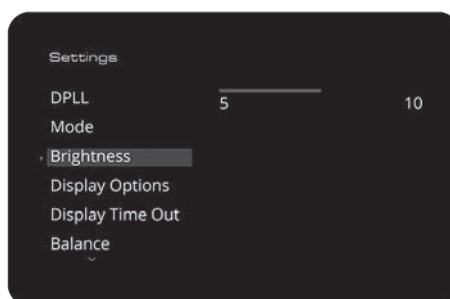 Settings
DPLL
5
10
Mode
Brightness
Display Options
Display Time Out
Balance